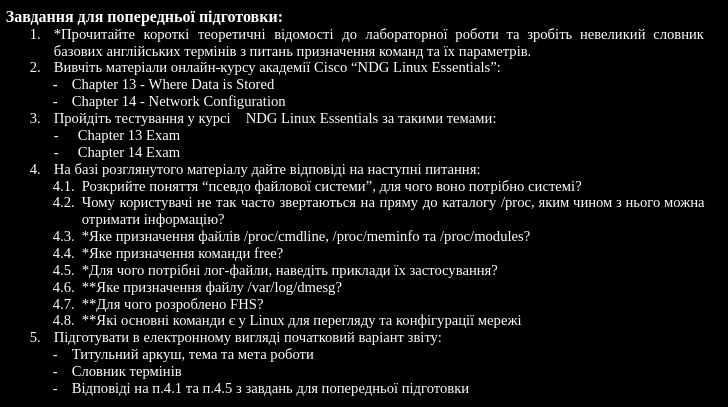 Завдання для попередньої підготовки:
1. *Прочитайте короткі теоретичні відомості до лабораторної роботи та зробіть невеликий словник
базових англійських термінів з питань призначення команд та їх параметрів.
2. Вивчіть матеріали онлайн-курсу академії Cisco “NDG Linux Essentials”:
- Chapter 13 - Where Data is Stored
- Chapter 14 - Network Configuration
3. Пройдіть тестування у курсі NDG Linux Essentials за такими темами:
- Chapter 13 Exam
- Chapter 14 Exam
4. На базі розглянутого матеріалу дайте відповіді на наступні питання:
4.1. Розкрийте поняття “псевдо файлової системи”, для чого воно потрібно системі?
4.2. Чому користувачі не так часто звертаються на пряму до каталогу /proc, яким чином з нього можна
отримати інформацію?
4.3. *Яке призначення файлів /proc/cmdline, /proc/meminfo та /proc/modules?
4.4. *Яке призначення команди free?
4.5. *Для чого потрібні лог-файли, наведіть приклади їх застосування?
4.6. **Яке призначення файлу /var/log/dmesg?
4.7. **Для чого розроблено FHS?
4.8. **Які основні команди є у Linux для перегляду та конфігурації мережі
5. Підготувати в електронному вигляді початковий варіант звіту:
- Титульний аркуш, тема та мета роботи
- Словник термінів
- Відповіді на п.4.1 та п.4.5 з завдань для попередньої підготовки